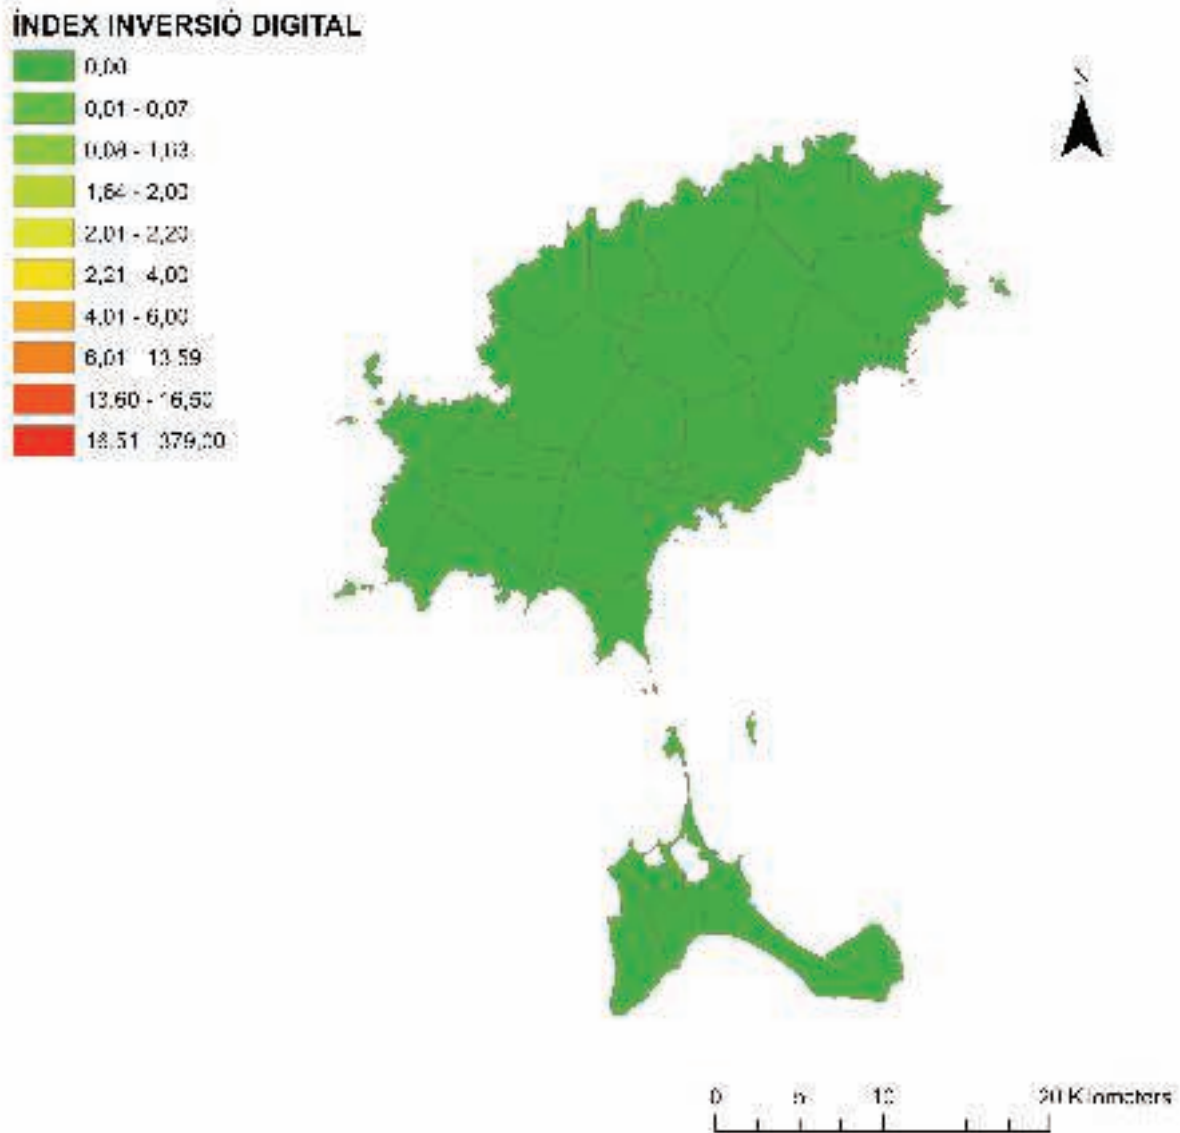 ÍNDEX INVERSIÓ DIGITAL
0,00
0,01 - 0,07
0,08 - 1,63
1,64 - 2,00
2,01 - 2,20
2,21 - 4,00
4,01 - 6,00
6,01 - 13,59
13,60 - 16,50
16,51 - 379,00
N
0 5 10 20 Kilometers